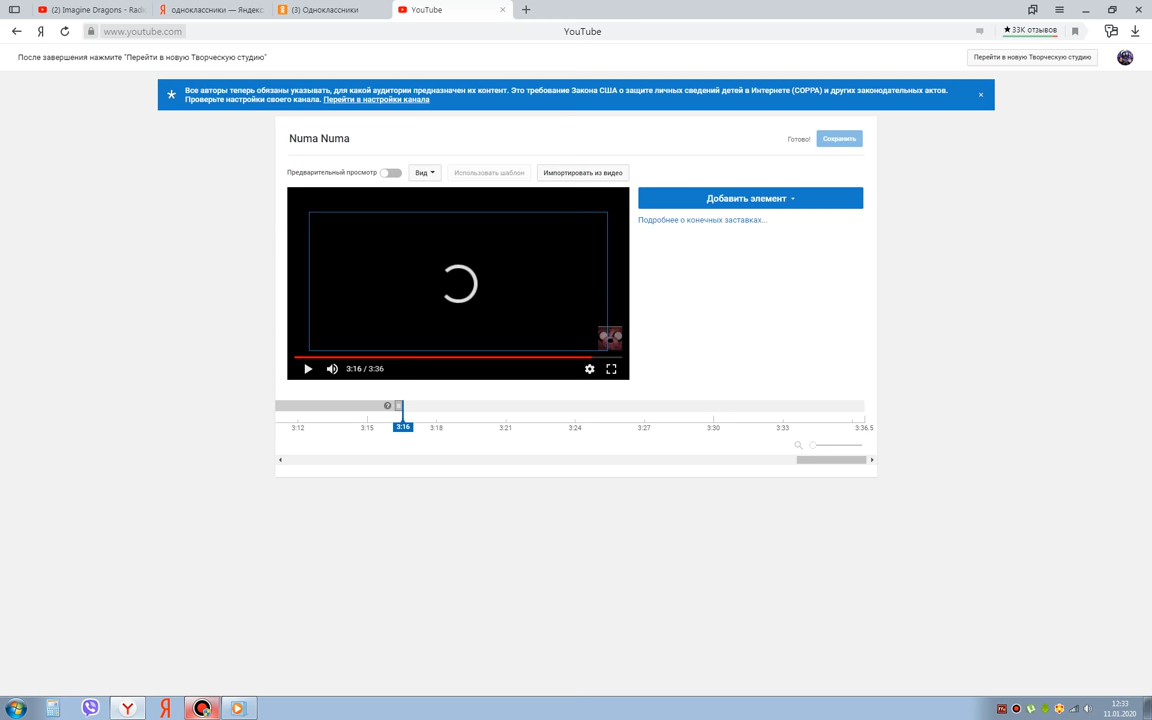 (2) Imagine Dragons - Radi
одноклассники — Яндекс
(3) Одноклассники
YouTube
www.youtube.com
YouTube
33K отзывов
После завершения нажмите "Перейти в новую Творческую студию"
Перейти в новую Творческую студию
Все авторы теперь обязаны указывать, для какой аудитории предназначен их контент. Это требование Закона США о защите личных сведений детей в Интернете (COPPA) и других законодательных актов.
Проверьте настройки своего канала. Перейти в настройки канала
Numa Numa
Готово!
Сохранить
Предварительный просмотр
Вид
Использовать шаблон
Импортировать из видео
Добавить элемент
Подробнее о конечных заставках...
3:16 / 3:36
3:12
3:15
3:16
3:18
3:21
3:24
3:27
3:30
3:33
3:36.5
12:33
11.01.2020